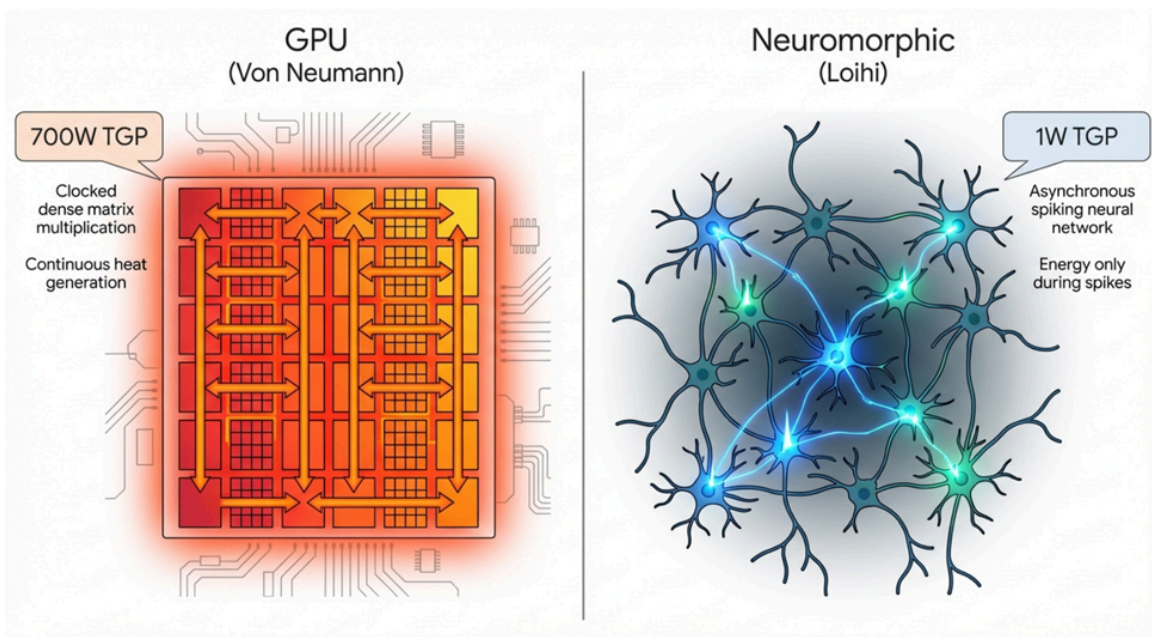 GPU
(Von Neumann)
700W TGP
Clocked
dense matrix
multiplication
Continuous heat
generation
Neuromorphic
(Loihi)
1W TGP
Asynchronous
spiking neural
network
Energy only
during spikes